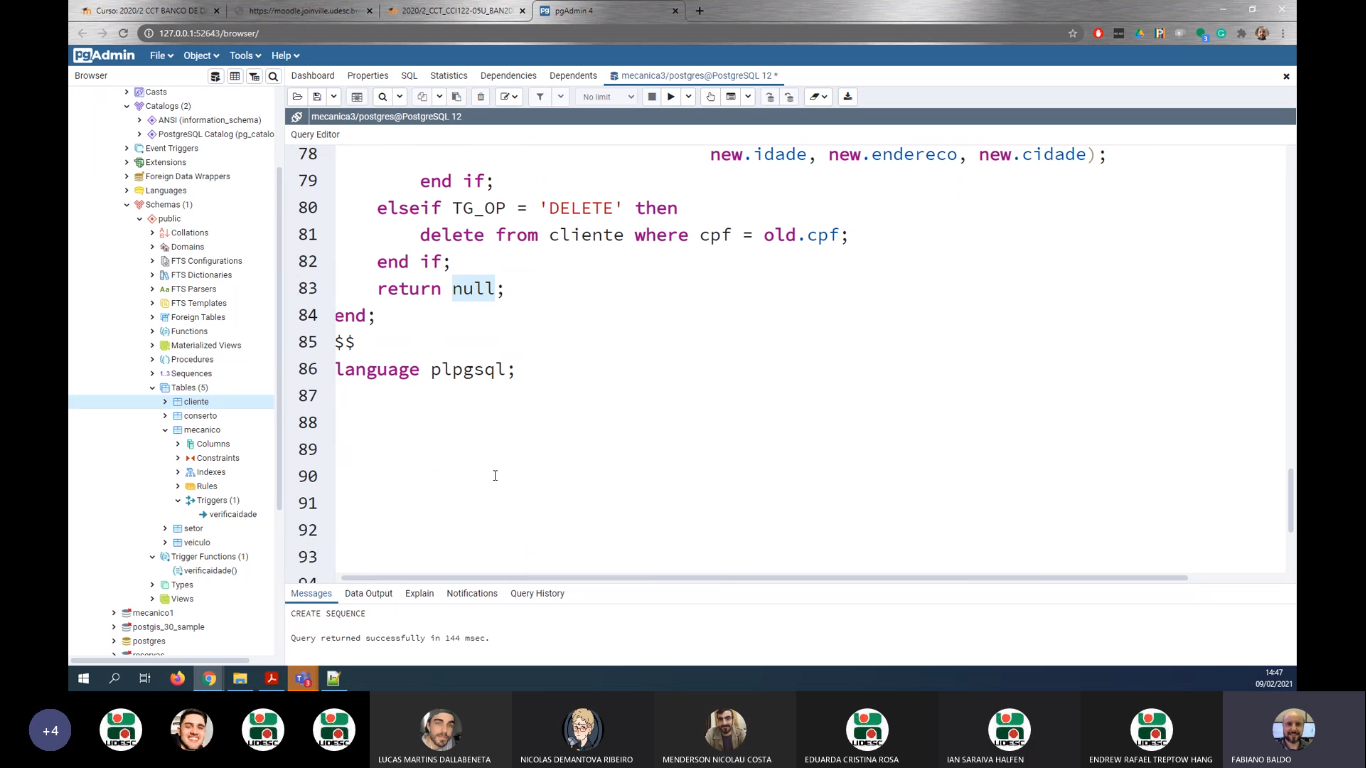 Curso: 2020/2 CCT BANCO DE D
https://moodle.joinville.udesc.br
2020/2_CCT_CCI122-05U_BAN20
pgAdmin 4
127.0.0.1:52643/browser/
pgAdmin
File
Object
Tools
Help
Browser
Dashboard
Properties
SQL
Statistics
Dependencies
Dependents
mecanica3/postgres@PostgreSQL 12 *
No limit
mecanica3/postgres@PostgreSQL 12
Query Editor
Casts
Catalogs (2)
ANSI (information_schema)
PostgreSQL Catalog (pg_catalo
Event Triggers
Extensions
Foreign Data Wrappers
Languages
Schemas (1)
public
Collations
Domains
FTS Configurations
FTS Dictionaries
FTS Parsers
FTS Templates
Foreign Tables
Functions
Materialized Views
Procedures
Sequences
Tables (5)
cliente
conserto
mecanico
Columns
Constraints
Indexes
Rules
Triggers (1)
verificaidade
setor
veiculo
Trigger Functions (1)
verificaidade()
Types
Views
mecanico1
postgis_30_sample
postgres
reservas
78 new.idade, new.endereco, new.cidade);
79 end if;
80 elseif TG_OP = 'DELETE' then
81 delete from cliente where cpf = old.cpf;
82 end if;
83 return null;
84 end;
85 $$
86 language plpgsql;
87
88
89
90
91
92
93
94
Messages
Data Output
Explain
Notifications
Query History
CREATE SEQUENCE
Query returned successfully in 144 msec.
14:47
09/02/2021
+4
UDESC
UDESC
UDESC
LUCAS MARTINS DALLABENETA
NICOLAS DEMANTOVA RIBEIRO
MENDERSON NICOLAU COSTA
UDESC
EDUARDA CRISTINA ROSA
UDESC
IAN SARAIVA HALFEN
UDESC
ENDREW RAFAEL TREPTOW HANG
FABIANO BALDO